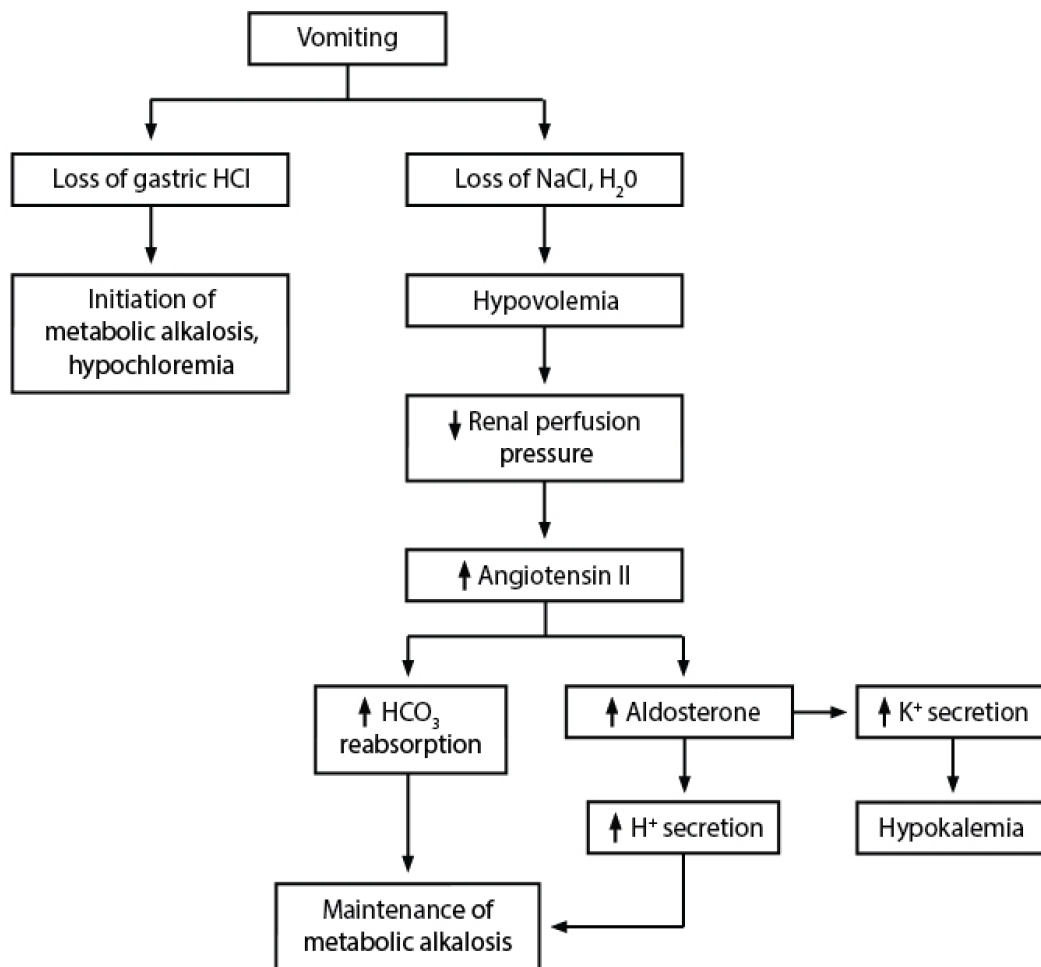 Vomiting
Loss of gastric HCl
Loss of NaCl, H₂0
Initiation of
metabolic alkalosis,
hypochloremia
Hypovolemia
↓ Renal perfusion
pressure
↑ Angiotensin II
↑ HCO₃
reabsorption
↑ Aldosterone
↑ K⁺ secretion
↑ H⁺ secretion
Hypokalemia
Maintenance of
metabolic alkalosis